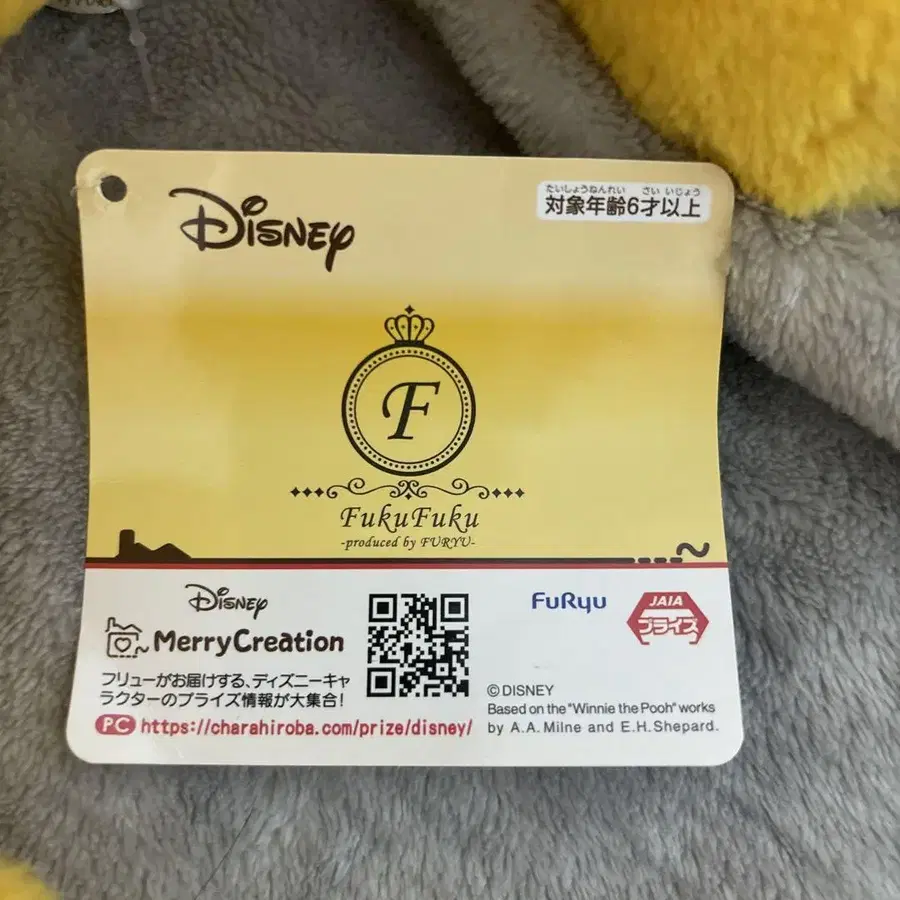 Disney
たいしょうねんれい さい いじょう
対象年齢6才以上
F
FukuFuku
-produced by FURYU-
Disney
MerryCreation
フリューがお届けする、ディズニーキャ
ラクターのプライズ情報が大集合!
PC https://charahiroba.com/prize/disney/
FuRyu
JAIA
プライズ
©DISNEY
Based on the "Winnie the Pooh" works
by A.A. Milne and E.H. Shepard.